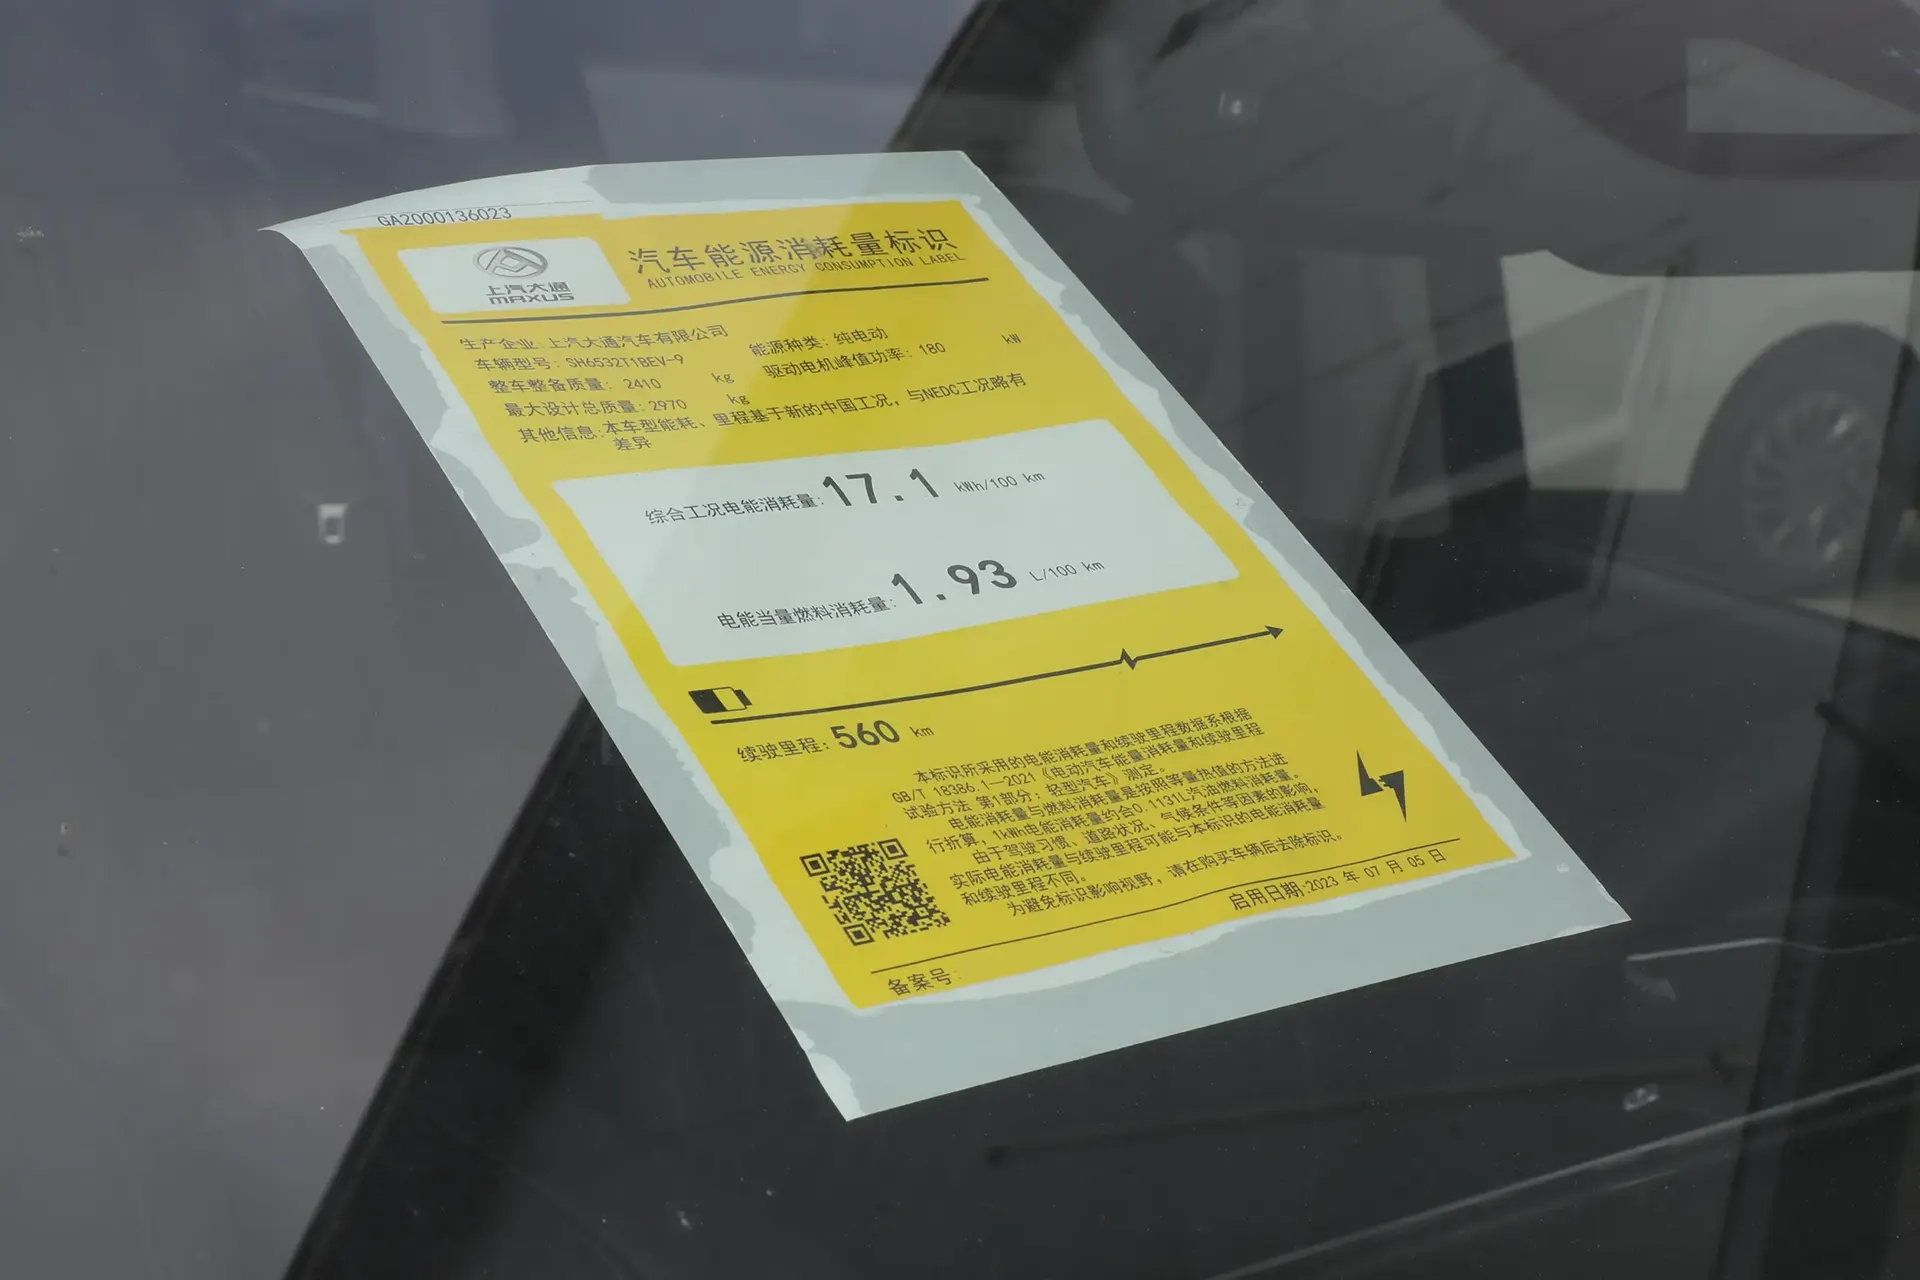 GA2000136023
上汽大通
MAXUS
汽车能源消耗量标识
AUTOMOBILE ENERGY CONSUMPTION LABEL
生产企业:上汽大通汽车有限公司
能源种类: 纯电动
车辆型号: SH6532T1BEV-9
驱动电机峰值功率: 180 kW
整车整备质量: 2410 kg
最大设计总质量: 2970 kg
其他信息:本车型能耗、里程基于新的中国工况，与NEDC工况略有
差异
综合工况电能消耗量: 17.1 kWh/100 km
电能当量燃料消耗量: 1.93 L/100 km
续驶里程: 560 km
本标识所采用的电能消耗量和续驶里程数据系根据
GB/T 18386.1—2021《电动汽车能量消耗量和续驶里程
试验方法 第1部分: 轻型汽车》测定。
电能消耗量与燃料消耗量是按照等量热值的方法进
行折算，1kWh电能消耗量约合0.1131L汽油燃料消耗量。
由于驾驶习惯、道路状况、气候条件等因素的影响，
实际电能消耗量与续驶里程可能与本标识的电能消耗量
和续驶里程不同。
为避免标识影响视野，请在购买车辆后去除标识。
启用日期:2023 年 07 月 05 日
备案号: